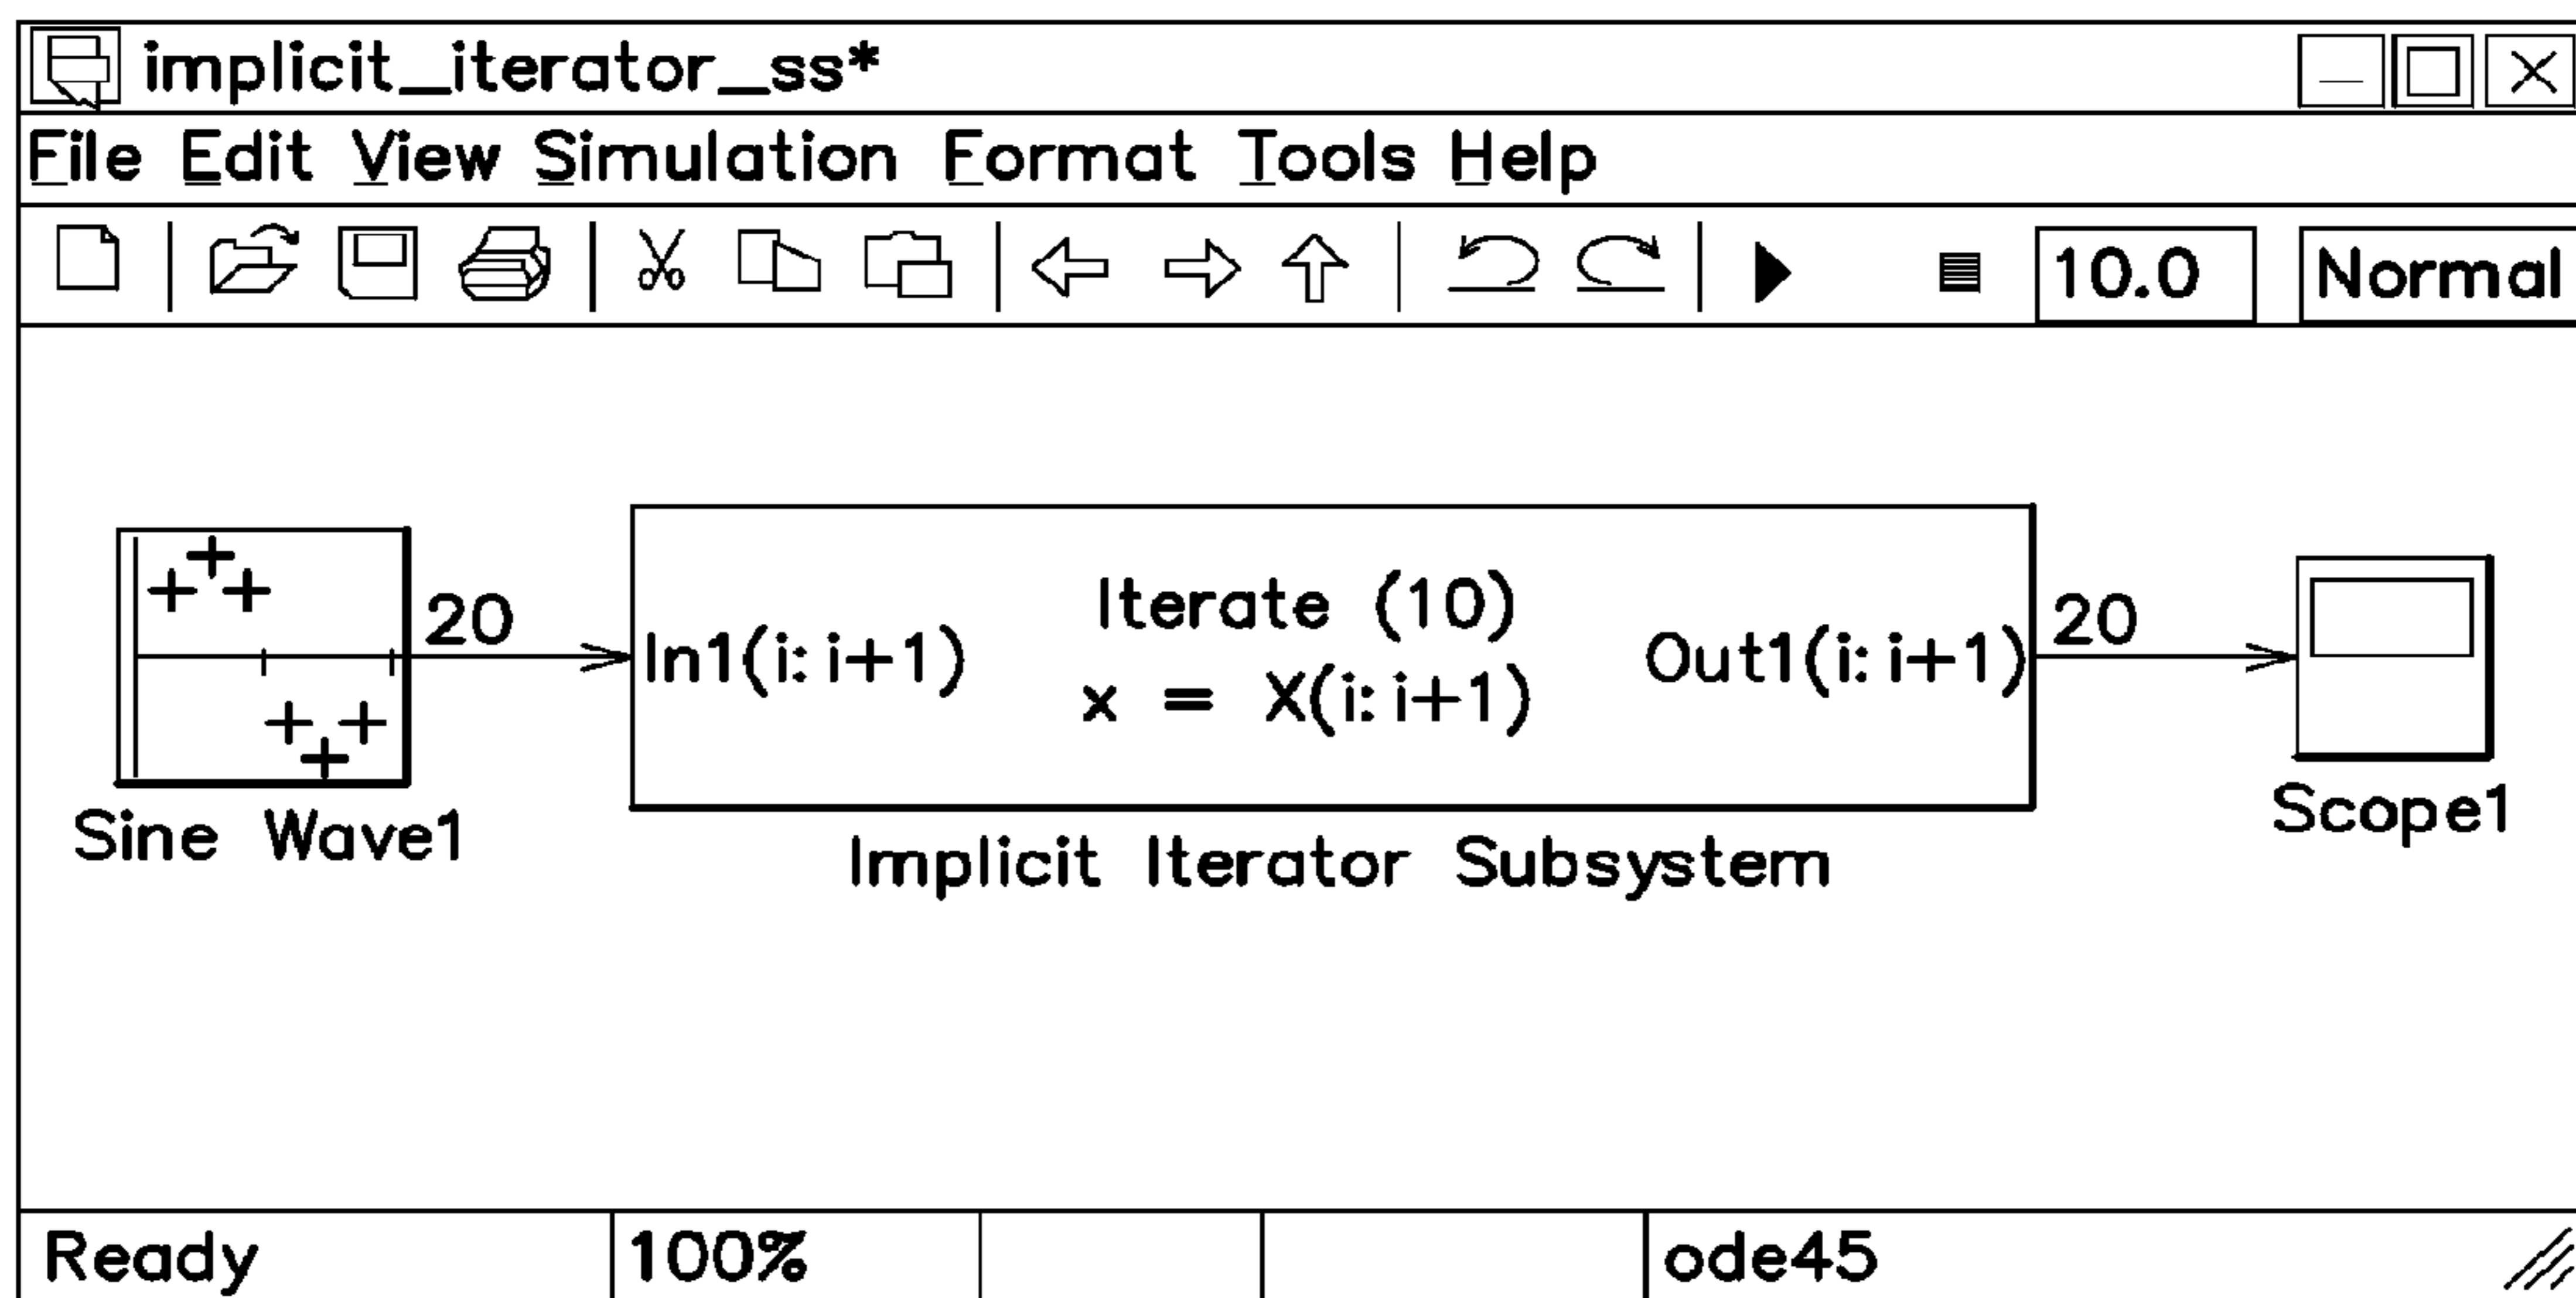 implicit_iterator_ss*
File Edit View Simulation Format Tools Help
10.0 Normal
20
In1(i: i+1)
Iterate (10)
x = X(i: i+1)
Out1(i: i+1)
20
Sine Wave1
Implicit Iterator Subsystem
Scope1
Ready 100% ode45